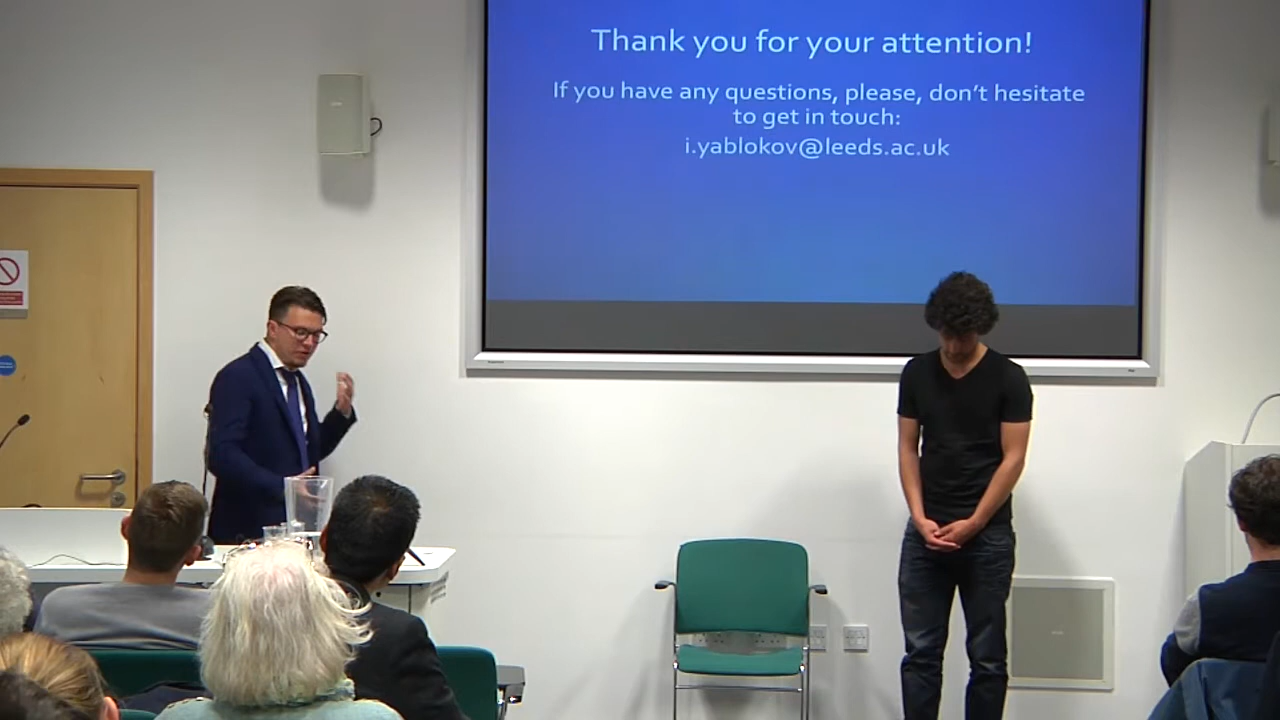 Thank you for your attention!
If you have any questions, please, don't hesitate
to get in touch:
i.yablokov@leeds.ac.uk